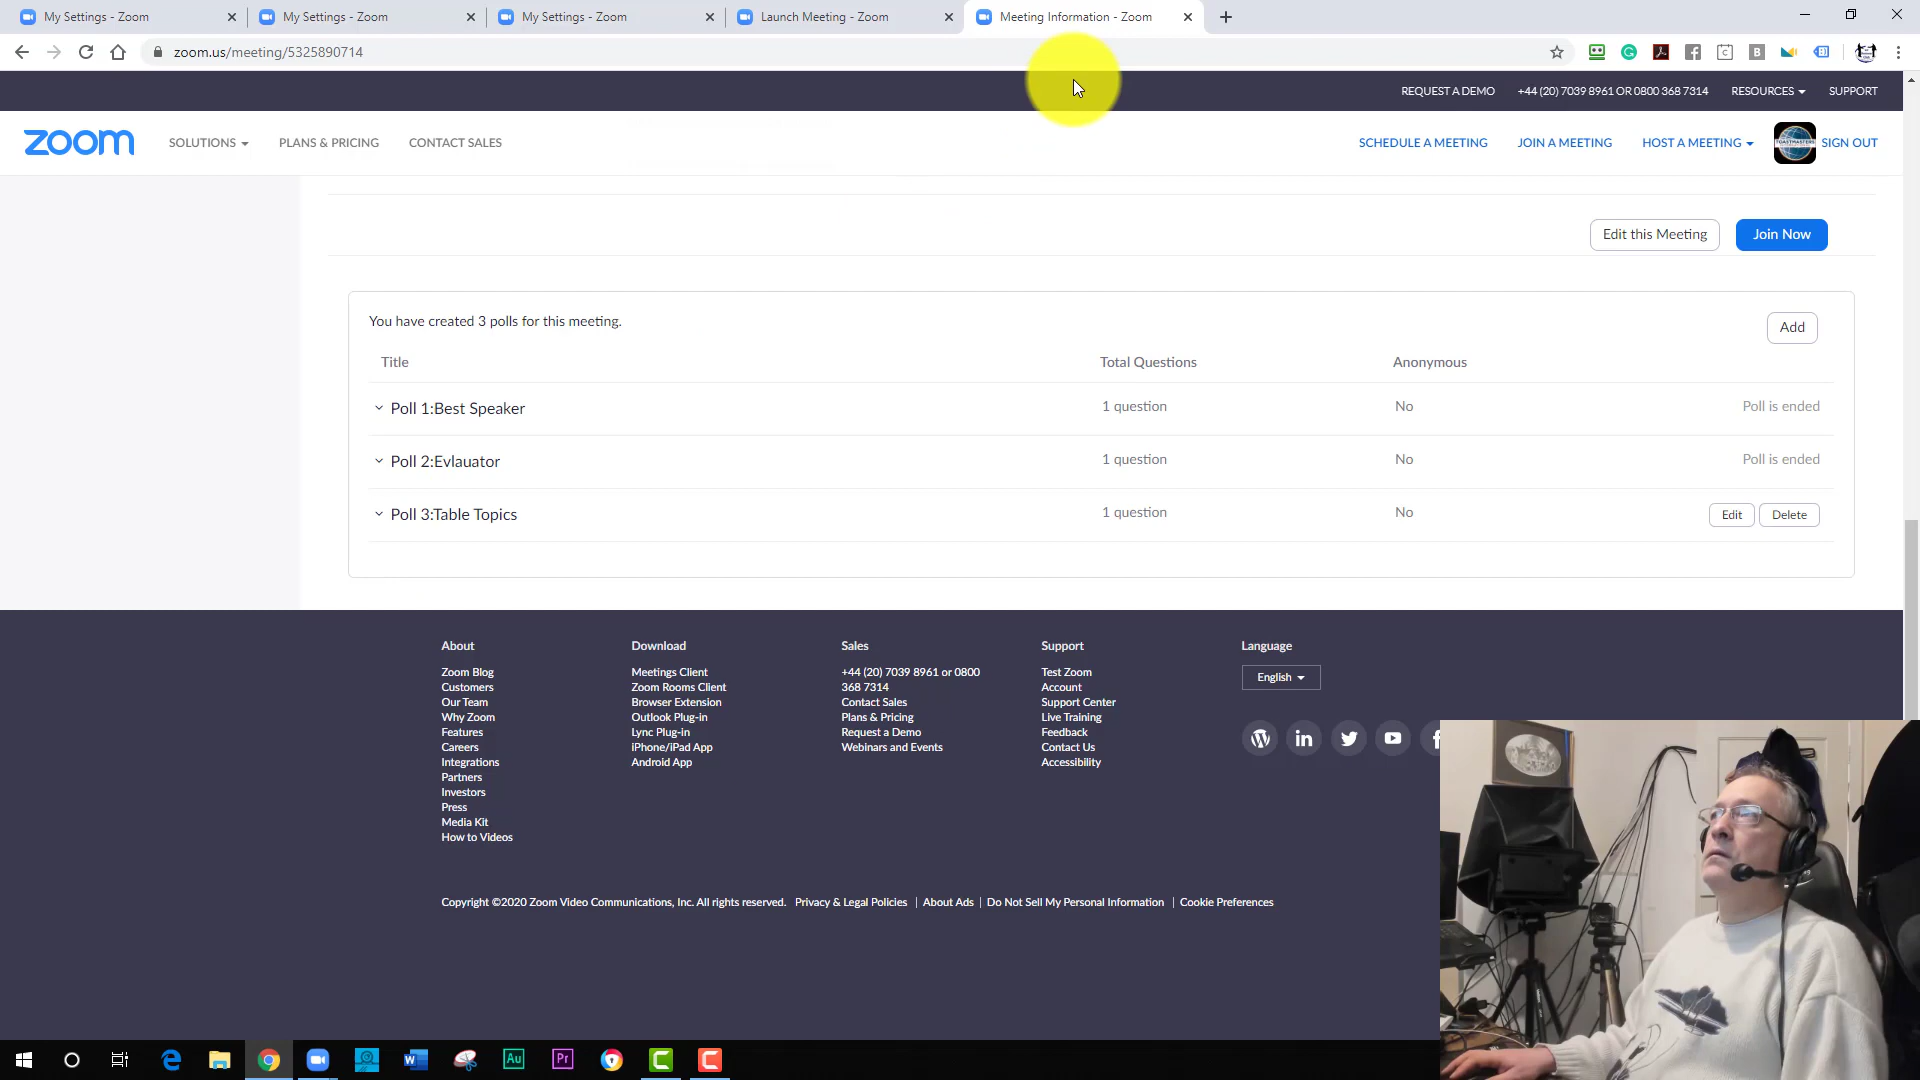 My Settings - Zoom
My Settings - Zoom
My Settings - Zoom
Launch Meeting - Zoom
Meeting Information - Zoom
zoom.us/meeting/5325890714
REQUEST A DEMO
+44 (20) 7039 8961 OR 0800 368 7314
RESOURCES
SUPPORT
zoom
SOLUTIONS
PLANS & PRICING
CONTACT SALES
SCHEDULE A MEETING
JOIN A MEETING
HOST A MEETING
SIGN OUT
Edit this Meeting
Join Now
You have created 3 polls for this meeting.
Add
Title
Total Questions
Anonymous
Poll 1:Best Speaker
1 question
No
Poll is ended
Poll 2:Evlauator
1 question
No
Poll is ended
Poll 3:Table Topics
1 question
No
Edit
Delete
About
Zoom Blog
Customers
Our Team
Why Zoom
Features
Careers
Integrations
Partners
Investors
Press
Media Kit
How to Videos
Download
Meetings Client
Zoom Rooms Client
Browser Extension
Outlook Plug-in
Lync Plug-in
iPhone/iPad App
Android App
Sales
+44 (20) 7039 8961 or 0800
368 7314
Contact Sales
Plans & Pricing
Request a Demo
Webinars and Events
Support
Test Zoom
Account
Support Center
Live Training
Feedback
Contact Us
Accessibility
Language
English
Copyright ©2020 Zoom Video Communications, Inc. All rights reserved.
Privacy & Legal Policies
| About Ads
| Do Not Sell My Personal Information
| Cookie Preferences